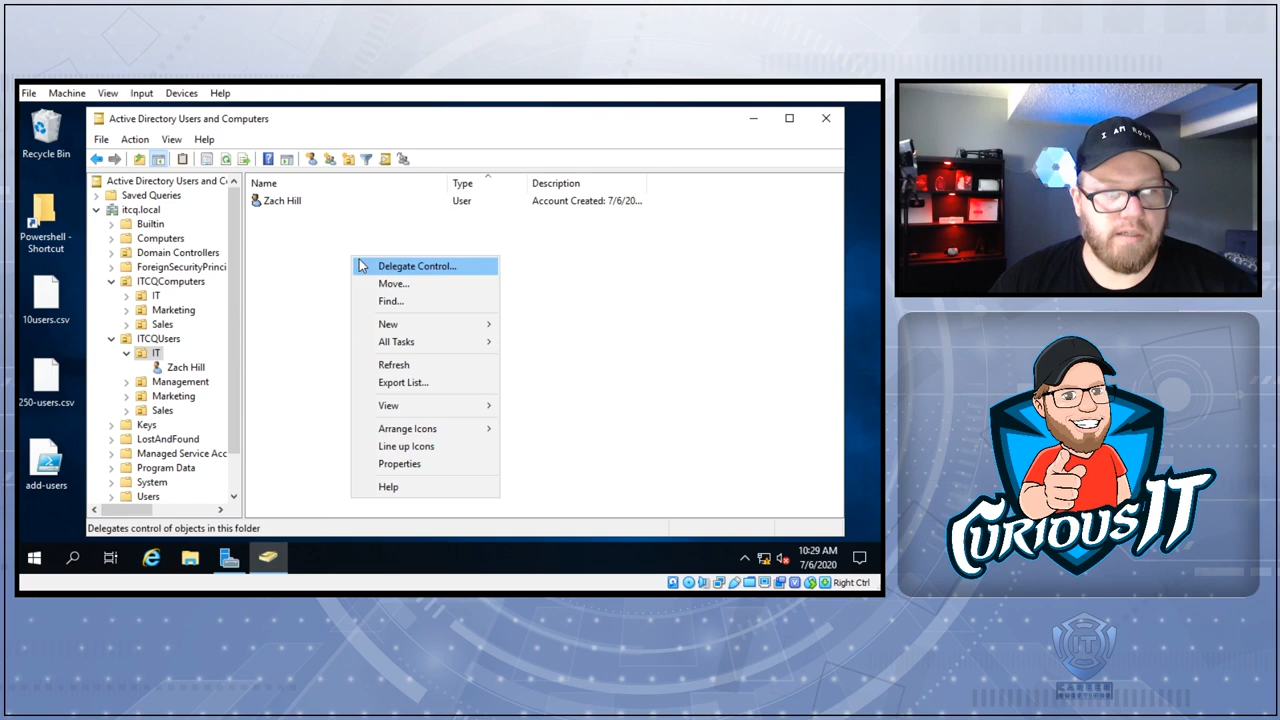 File Machine View Input Devices Help
Recycle Bin
Powershell -
Shortcut
10users.csv
250-users.csv
add-users
Active Directory Users and Computers
File Action View Help
Active Directory Users and C
Saved Queries
itcq.local
Builtin
Computers
Domain Controllers
ForeignSecurityPrinci
ITCQComputers
IT
Marketing
Sales
ITCQUsers
IT
Zach Hill
Management
Marketing
Sales
Keys
LostAndFound
Managed Service Acc
Program Data
System
Users
Name Type Description
Zach Hill User Account Created: 7/6/20...
Delegate Control...
Move...
Find...
New
All Tasks
Refresh
Export List...
View
Arrange Icons
Line up Icons
Properties
Help
Delegates control of objects in this folder
10:29 AM
7/6/2020
Right Ctrl
I AM ROOT
CURIOUSIT
IT